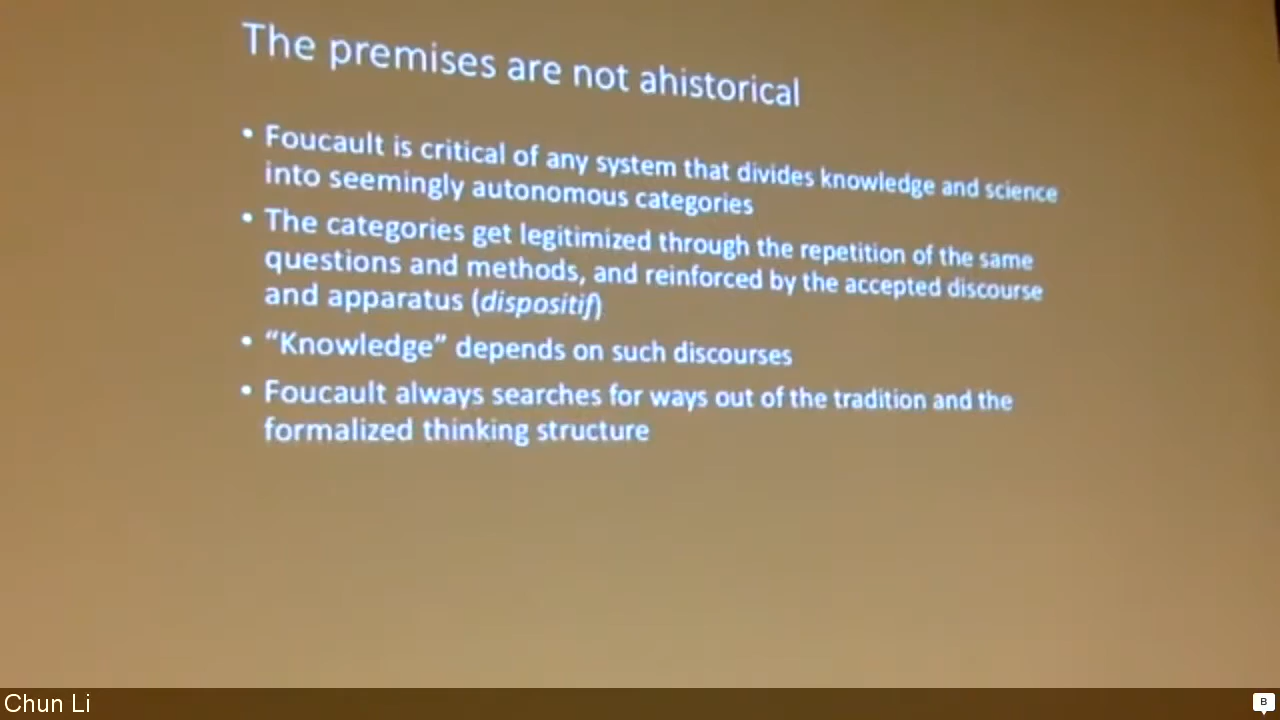 The premises are not ahistorical
• Foucault is critical of any system that divides knowledge and science
into seemingly autonomous categories
• The categories get legitimized through the repetition of the same
questions and methods, and reinforced by the accepted discourse
and apparatus (dispositif)
• “Knowledge” depends on such discourses
• Foucault always searches for ways out of the tradition and the
formalized thinking structure
Chun Li
B